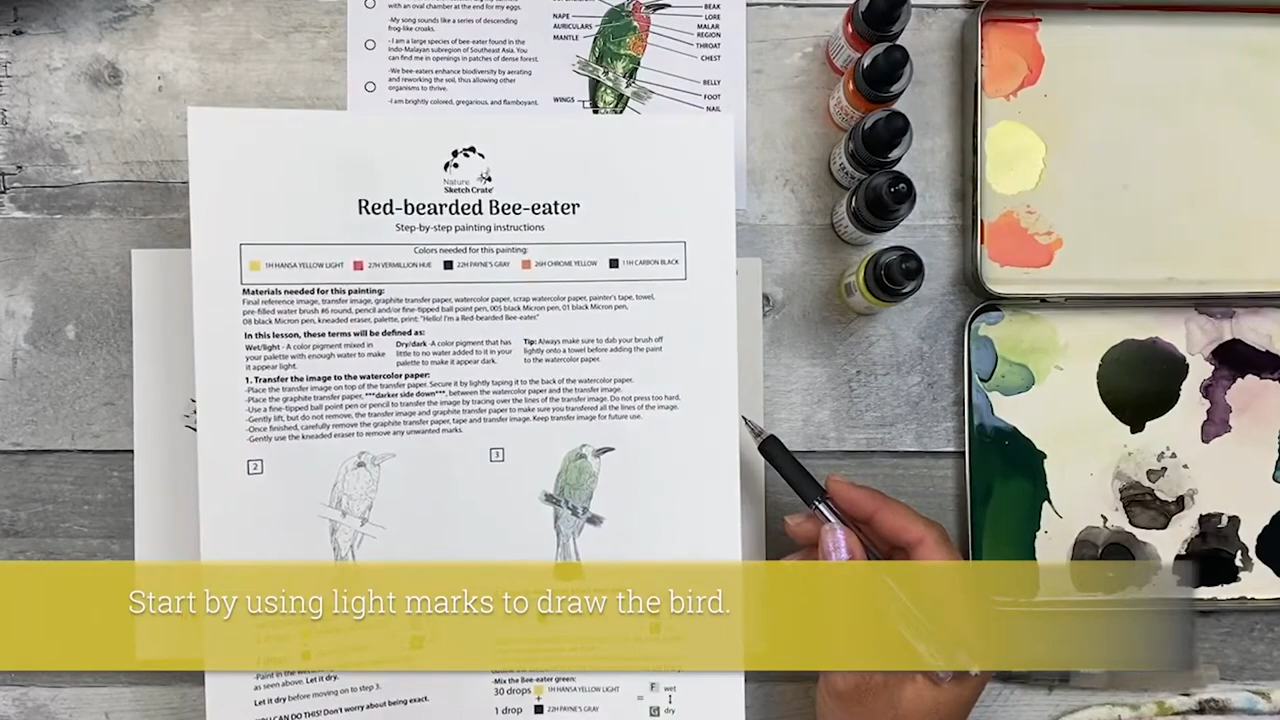 with an oval chamber at the end for my eggs.
-My song sounds like a series of descending
frog-like croaks.
-I am a large species of bee-eater found in the
Indo-Malayan subregion of Southeast Asia. You
can find me in openings in patches of dense forest.
-We bee-eaters enhance biodiversity by aerating
and reworking the soil, thus allowing other
organisms to thrive.
-I am brightly colored, gregarious, and flamboyant.
NAPE
AURICULARS
MANTLE
WINGS
BEAK
LORE
MALAR
REGION
THROAT
CHEST
BELLY
FOOT
NAIL
Nature
Sketch Crate
Red-bearded Bee-eater
Step-by-step painting instructions
Colors needed for this painting:
1H HANSA YELLOW LIGHT 27H VERMILLION HUE 22H PAYNE'S GRAY 26H CHROME YELLOW 11H CARBON BLACK
Materials needed for this painting:
Final reference image, transfer image, graphite transfer paper, watercolor paper, scrap watercolor paper, painter's tape, towel,
pre-filled water brush #6 round, pencil and/or fine-tipped ball point pen, 005 black Micron pen, 01 black Micron pen,
08 black Micron pen, kneaded eraser, palette, print: "Hello! I'm a Red-bearded Bee-eater."
In this lesson, these terms will be defined as:
Wet/light - A color pigment mixed in
your palette with enough water to make
it appear light.
Dry/dark -A color pigment that has
little to no water added to it in your
palette to make it appear dark.
Tip: Always make sure to dab your brush off
lightly onto a towel before adding the paint
to the watercolor paper.
1. Transfer the image to the watercolor paper:
-Place the transfer image on top of the transfer paper. Secure it by lightly taping it to the back of the watercolor paper.
-Place the graphite transfer paper, ***darker side down***, between the watercolor paper and the transfer image.
-Use a fine-tipped ball point pen or pencil to transfer the image by tracing over the lines of the transfer image. Do not press too hard.
-Gently lift, but do not remove, the transfer image and graphite transfer paper to make sure you transfered all the lines of the image.
-Once finished, carefully remove the graphite transfer paper, tape and transfer image. Keep transfer image for future use.
-Gently use the kneaded eraser to remove any unwanted marks.
2
3
Start by using light marks to draw the bird.
as seen above. Let it dry.
Let it dry before moving on to step 3.
YOU CAN DO THIS! Don't worry about being exact.
-Mix the Bee-eater green:
30 drops 1H HANSA YELLOW LIGHT
+
1 drop 22H PAYNE'S GRAY
=
F wet
G dry